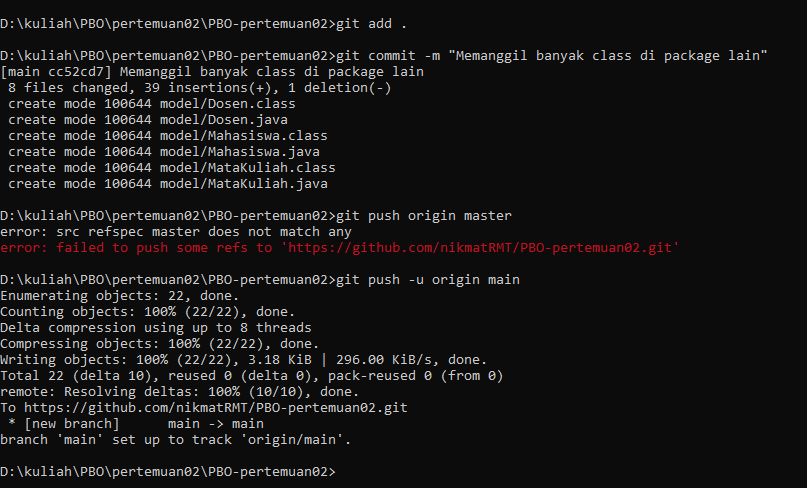 D:\kuliah\PBO\pertemuan02\PBO-pertemuan02>git add .
D:\kuliah\PBO\pertemuan02\PBO-pertemuan02>git commit -m "Memanggil banyak class di package lain"
[main cc52cd7] Memanggil banyak class di package lain
 8 files changed, 39 insertions(+), 1 deletion(-)
 create mode 100644 model/Dosen.class
 create mode 100644 model/Dosen.java
 create mode 100644 model/Mahasiswa.class
 create mode 100644 model/Mahasiswa.java
 create mode 100644 model/MataKuliah.class
 create mode 100644 model/MataKuliah.java
D:\kuliah\PBO\pertemuan02\PBO-pertemuan02>git push origin master
error: src refspec master does not match any
error: failed to push some refs to 'https://github.com/nikmatRMT/PBO-pertemuan02.git'
D:\kuliah\PBO\pertemuan02\PBO-pertemuan02>git push -u origin main
Enumerating objects: 22, done.
Counting objects: 100% (22/22), done.
Delta compression using up to 8 threads
Compressing objects: 100% (22/22), done.
Writing objects: 100% (22/22), 3.18 KiB | 296.00 KiB/s, done.
Total 22 (delta 10), reused 0 (delta 0), pack-reused 0 (from 0)
remote: Resolving deltas: 100% (10/10), done.
To https://github.com/nikmatRMT/PBO-pertemuan02.git
 * [new branch]      main -> main
branch 'main' set up to track 'origin/main'.
D:\kuliah\PBO\pertemuan02\PBO-pertemuan02>